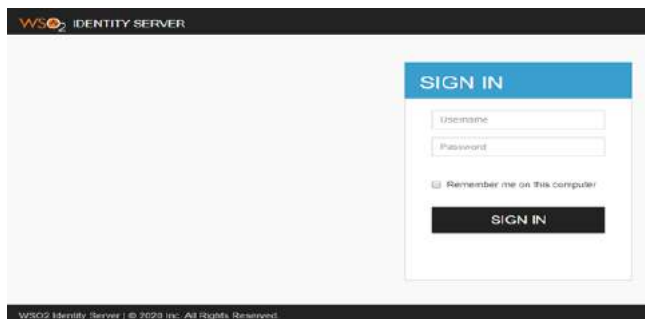 WSO2 IDENTITY SERVER
SIGN IN
Username
Password
Remember me on this computer
SIGN IN
WSO2 Identity Server | © 2020 Inc. All Rights Reserved.